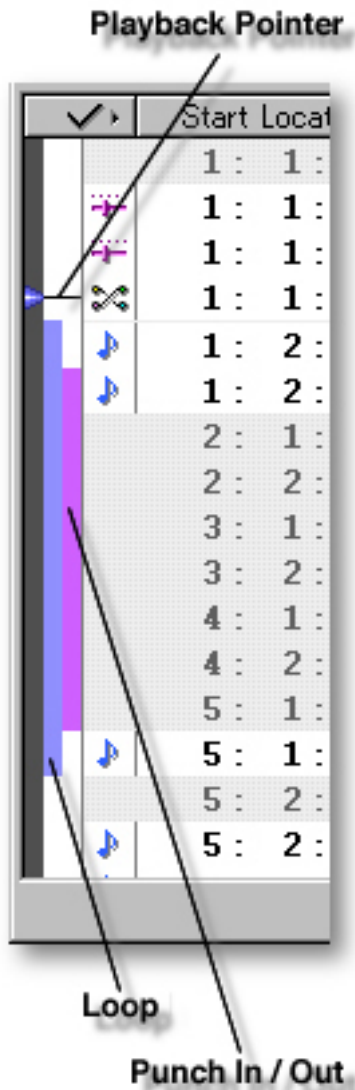 Playback Pointer
Start Locat
1 : 1 :
1 : 1 :
1 : 1 :
1 : 1 :
1 : 2 :
1 : 2 :
2 : 1 :
2 : 2 :
3 : 1 :
3 : 2 :
4 : 1 :
4 : 2 :
5 : 1 :
5 : 1 :
5 : 2 :
5 : 2 :
Loop
Punch In / Out